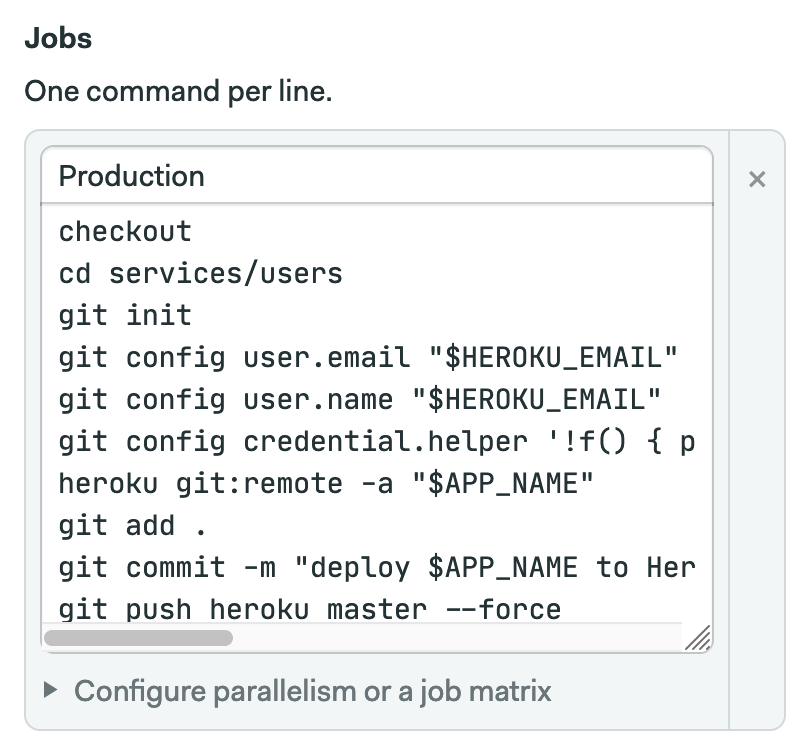 Jobs
One command per line.
Production
checkout
cd services/users
git init
git config user.email "$HEROKU_EMAIL"
git config user.name "$HEROKU_EMAIL"
git config credential.helper '!f() { p
heroku git:remote -a "$APP_NAME"
git add .
git commit -m "deploy $APP_NAME to Her
git push heroku master --force
Configure parallelism or a job matrix